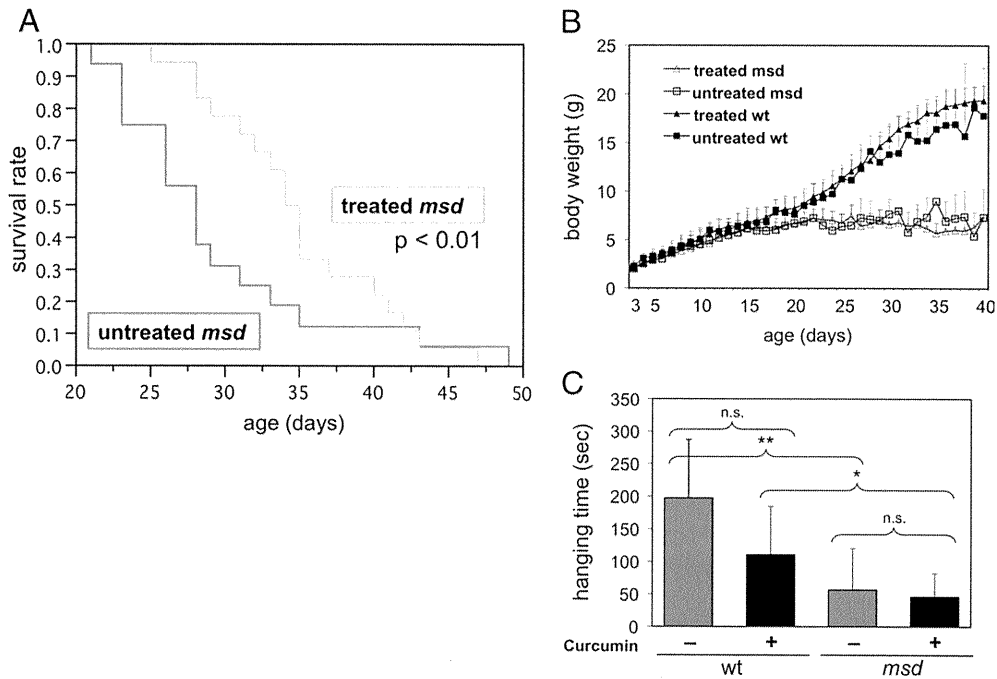 A
1.0
0.9
0.8
0.7
0.6
0.5
0.4
0.3
0.2
0.1
0.0
survival rate
treated msd
p < 0.01
untreated msd
20 25 30 35 40 45 50
age (days)
B
25
20
15
10
5
0
body weight (g)
treated msd
untreated msd
treated wt
untreated wt
3 5 10 15 20 25 30 35 40
age (days)
C
350
300
250
200
150
100
50
0
hanging time (sec)
n.s.
**
*
n.s.
Curcumin − + − +
wt msd